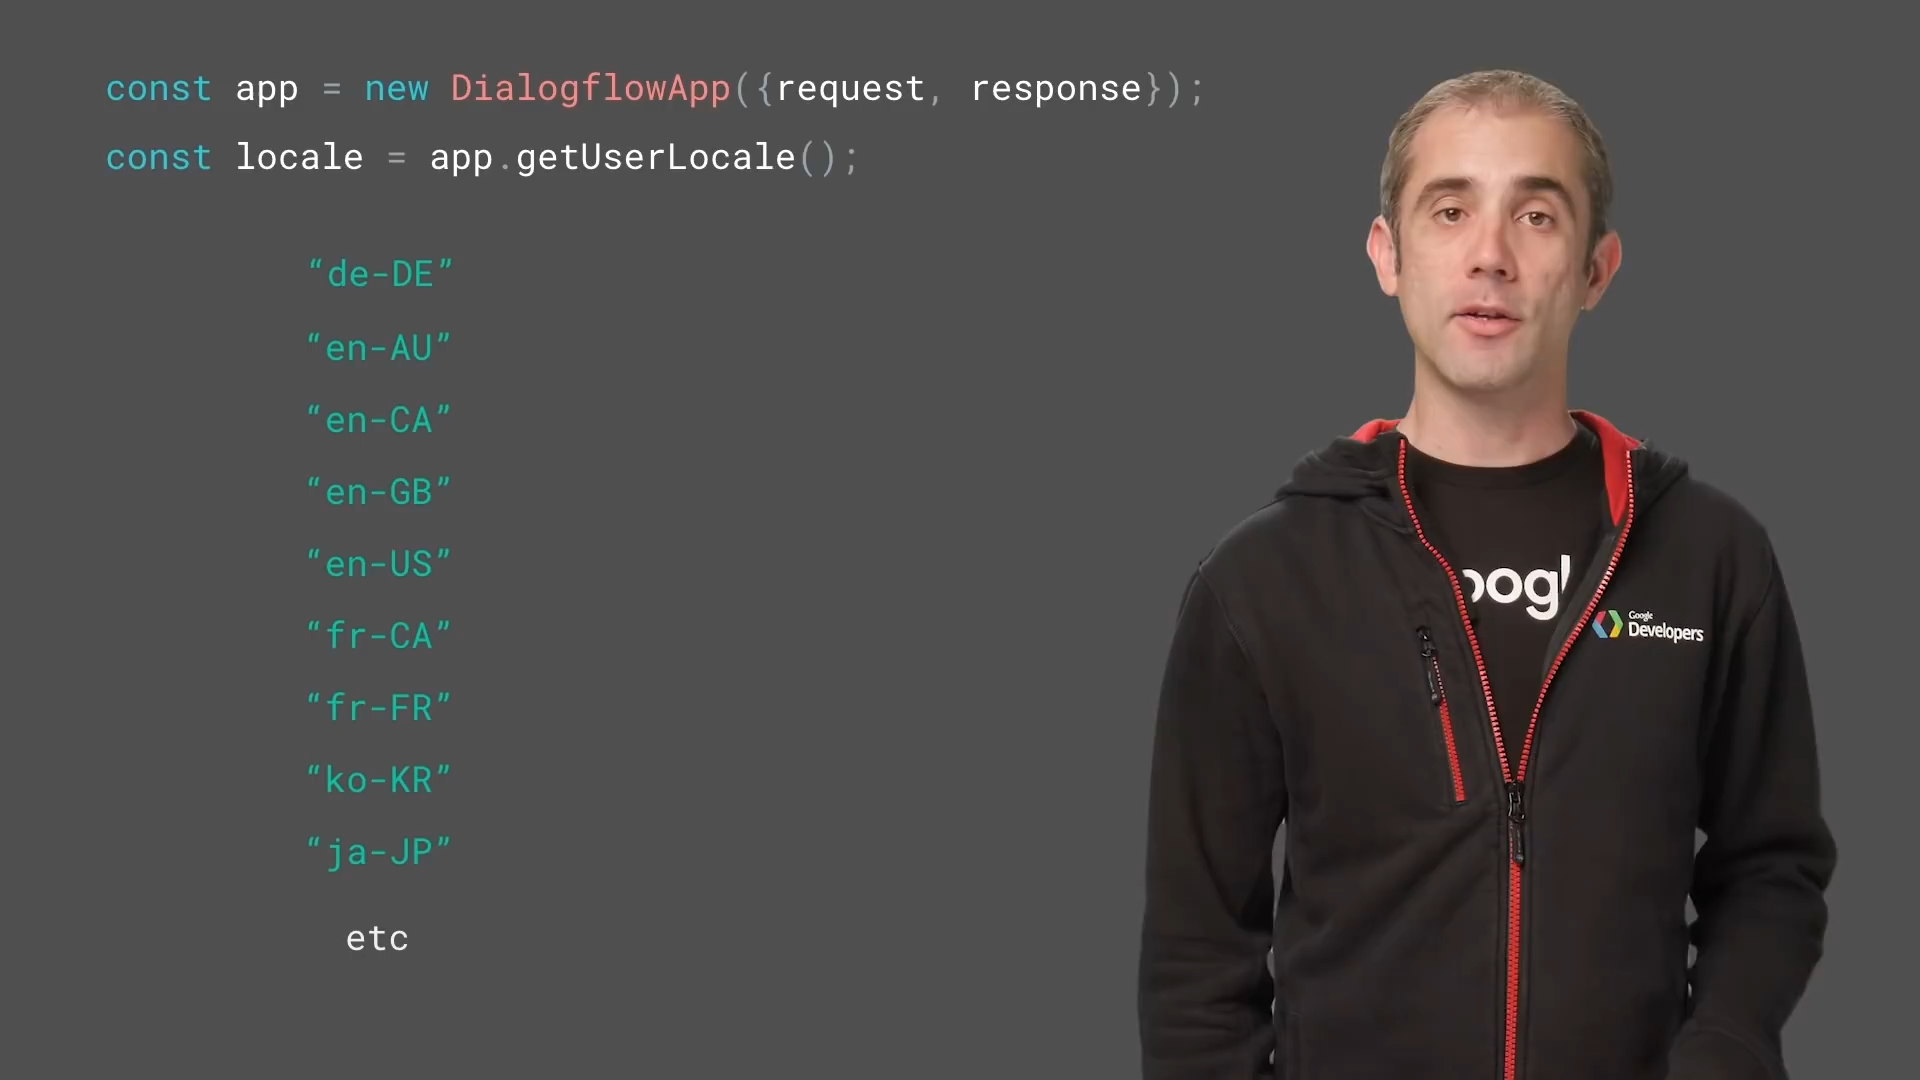 const app = new DialogflowApp({request, response});
const locale = app.getUserLocale();
“de-DE”
“en-AU”
“en-CA”
“en-GB”
“en-US”
“fr-CA”
“fr-FR”
“ko-KR”
“ja-JP”
etc
oogl
Google
Developers